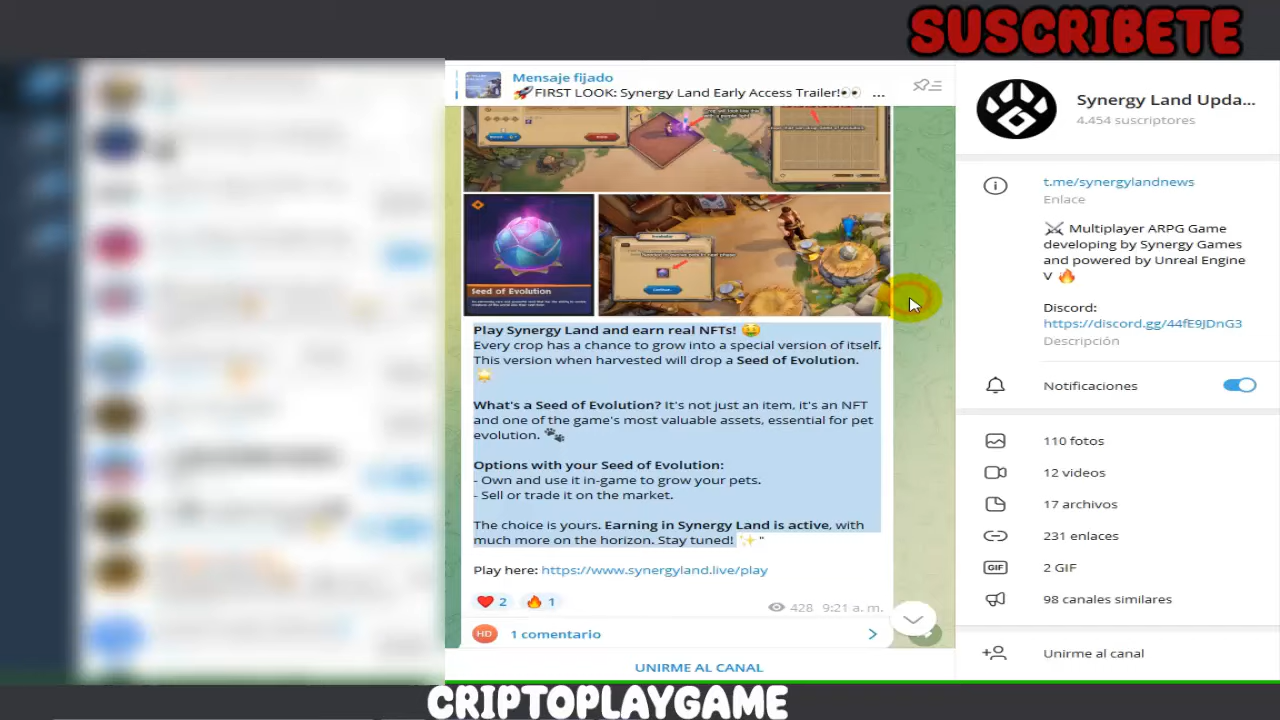 SUSCRIBETE
Mensaje fijado
🚀FIRST LOOK: Synergy Land Early Access Trailer!👀
...
Seed of Evolution
Continue
Play Synergy Land and earn real NFTs! 🤑
Every crop has a chance to grow into a special version of itself.
This version when harvested will drop a Seed of Evolution.
🌟
What's a Seed of Evolution? It's not just an item, it's an NFT
and one of the game's most valuable assets, essential for pet
evolution. 🐾
Options with your Seed of Evolution:
- Own and use it in-game to grow your pets.
- Sell or trade it on the market.
The choice is yours. Earning in Synergy Land is active, with
much more on the horizon. Stay tuned! ✨ "
Play here: https://www.synergyland.live/play
❤ 2 🔥 1
428 9:21 a. m.
HD 1 comentario
UNIRME AL CANAL
Synergy Land Upda...
4.454 suscriptores
t.me/synergylandnews
Enlace
⚔ Multiplayer ARPG Game
developing by Synergy Games
and powered by Unreal Engine
V 🔥
Discord:
https://discord.gg/44fE9JDnG3
Descripción
Notificaciones
110 fotos
12 videos
17 archivos
231 enlaces
GIF 2 GIF
98 canales similares
Unirme al canal
CRIPTOPLAYGAME